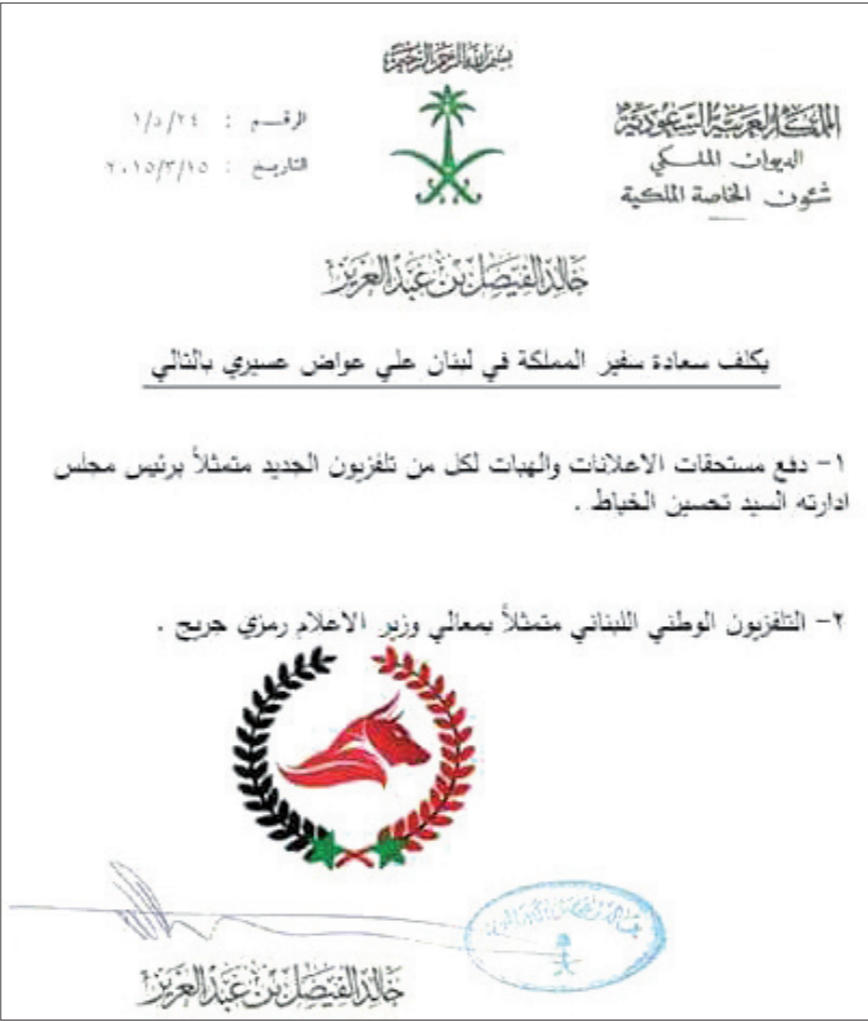 بسم الله الرحمن الرحيم
المملكة العربية السعودية
الديوان الملكي
شئون الخاصة الملكية
الرقم : ١/د/٢٤
التاريخ : ٢٠١٥/٣/١٥
خالد الفيصل بن عبد العزيز
يكلف سعادة سفير المملكة في لبنان علي عواض عسيري بالتالي
١- دفع مستحقات الاعلانات والهبات لكل من تلفزيون الجديد متمثلاً برئيس مجلس
ادارته السيد تحسين الخياط .
٢- التلفزيون الوطني اللبناني متمثلاً بمعالي وزير الاعلام رمزي جريج .
خالد الفيصل بن عبد العزيز